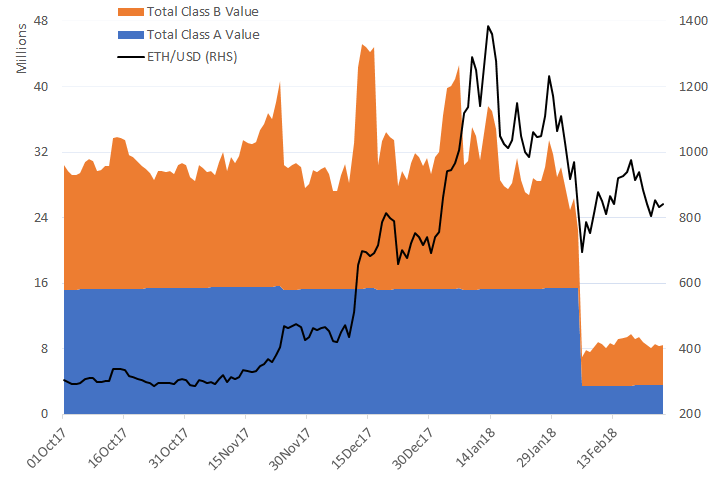 Total Class B Value
Total Class A Value
ETH/USD (RHS)
Millions
48
40
32
24
16
8
0
1400
1200
1000
800
600
400
200
01Oct17
16Oct17
31Oct17
15Nov17
30Nov17
15Dec17
30Dec17
14Jan18
29Jan18
13Feb18